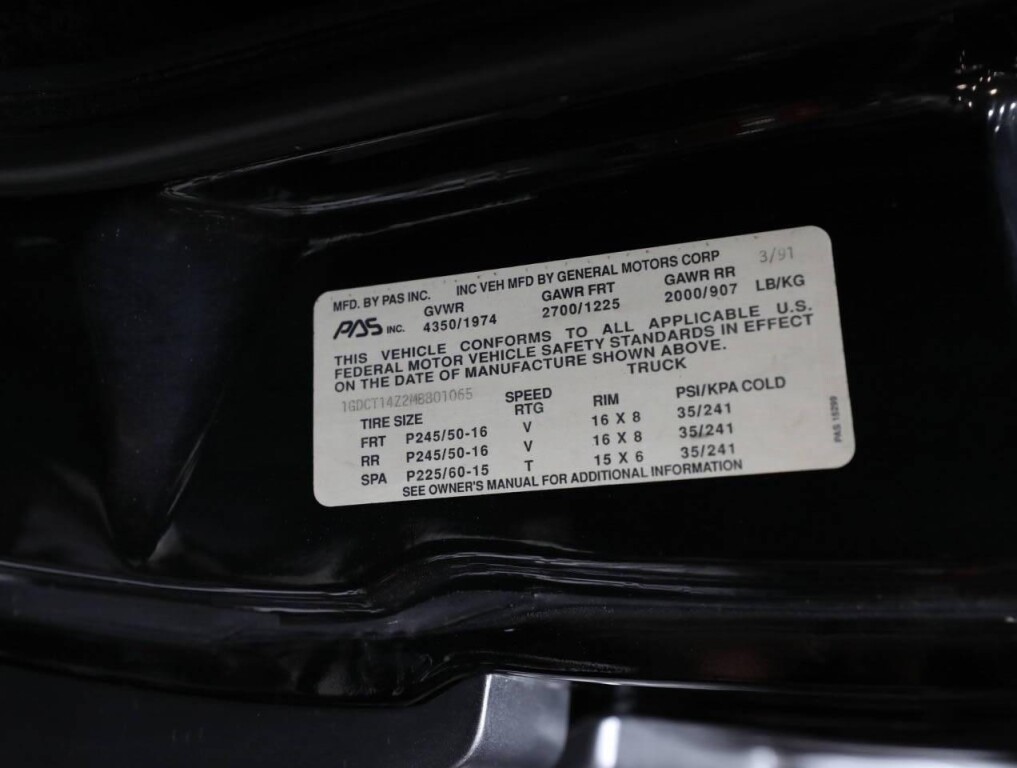 MFD. BY PAS INC. INC VEH MFD BY GENERAL MOTORS CORP 3/91
GVWR GAWR FRT GAWR RR
PAS INC. 4350/1974 2700/1225 2000/907 LB/KG
THIS VEHICLE CONFORMS TO ALL APPLICABLE U.S.
FEDERAL MOTOR VEHICLE SAFETY STANDARDS IN EFFECT
ON THE DATE OF MANUFACTURE SHOWN ABOVE.
TRUCK
1GDCT14Z2M8801065
TIRE SIZE SPEED RTG RIM PSI/KPA COLD
FRT P245/50-16 V 16 X 8 35/241
RR P245/50-16 V 16 X 8 35/241
SPA P225/60-15 T 15 X 6 35/241
SEE OWNER'S MANUAL FOR ADDITIONAL INFORMATION
PAS 15299